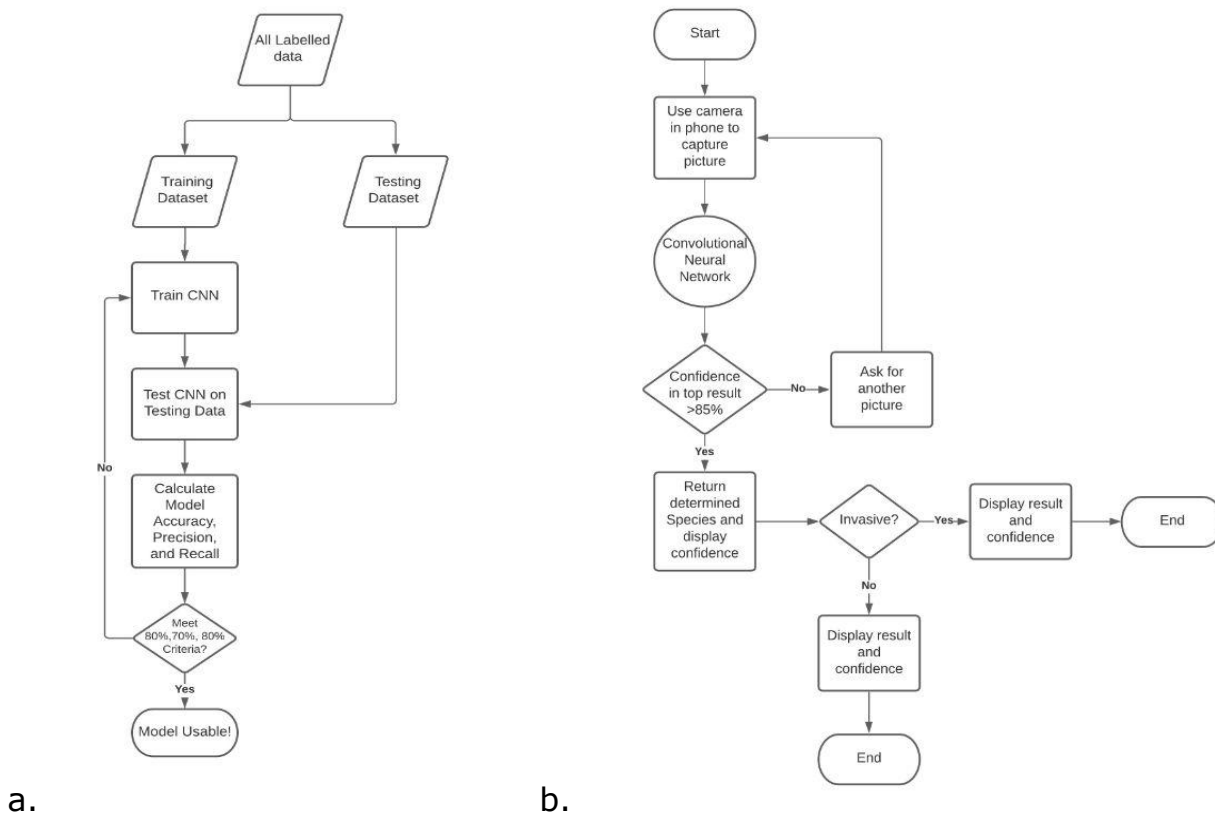 All Labelled
data
Training
Dataset
Testing
Dataset
Train CNN
Test CNN on
Testing Data
No
Calculate
Model
Accuracy,
Precision,
and Recall
Meet
80%,70%, 80%
Criteria?
Yes
Model Usable!
a.
Start
Use camera
in phone to
capture
picture
Convolutional
Neural
Network
Confidence
in top result
>85%
No
Ask for
another
picture
Yes
Return
determined
Species and
display
confidence
Invasive?
Yes
Display result
and
confidence
End
No
Display result
and
confidence
End
b.